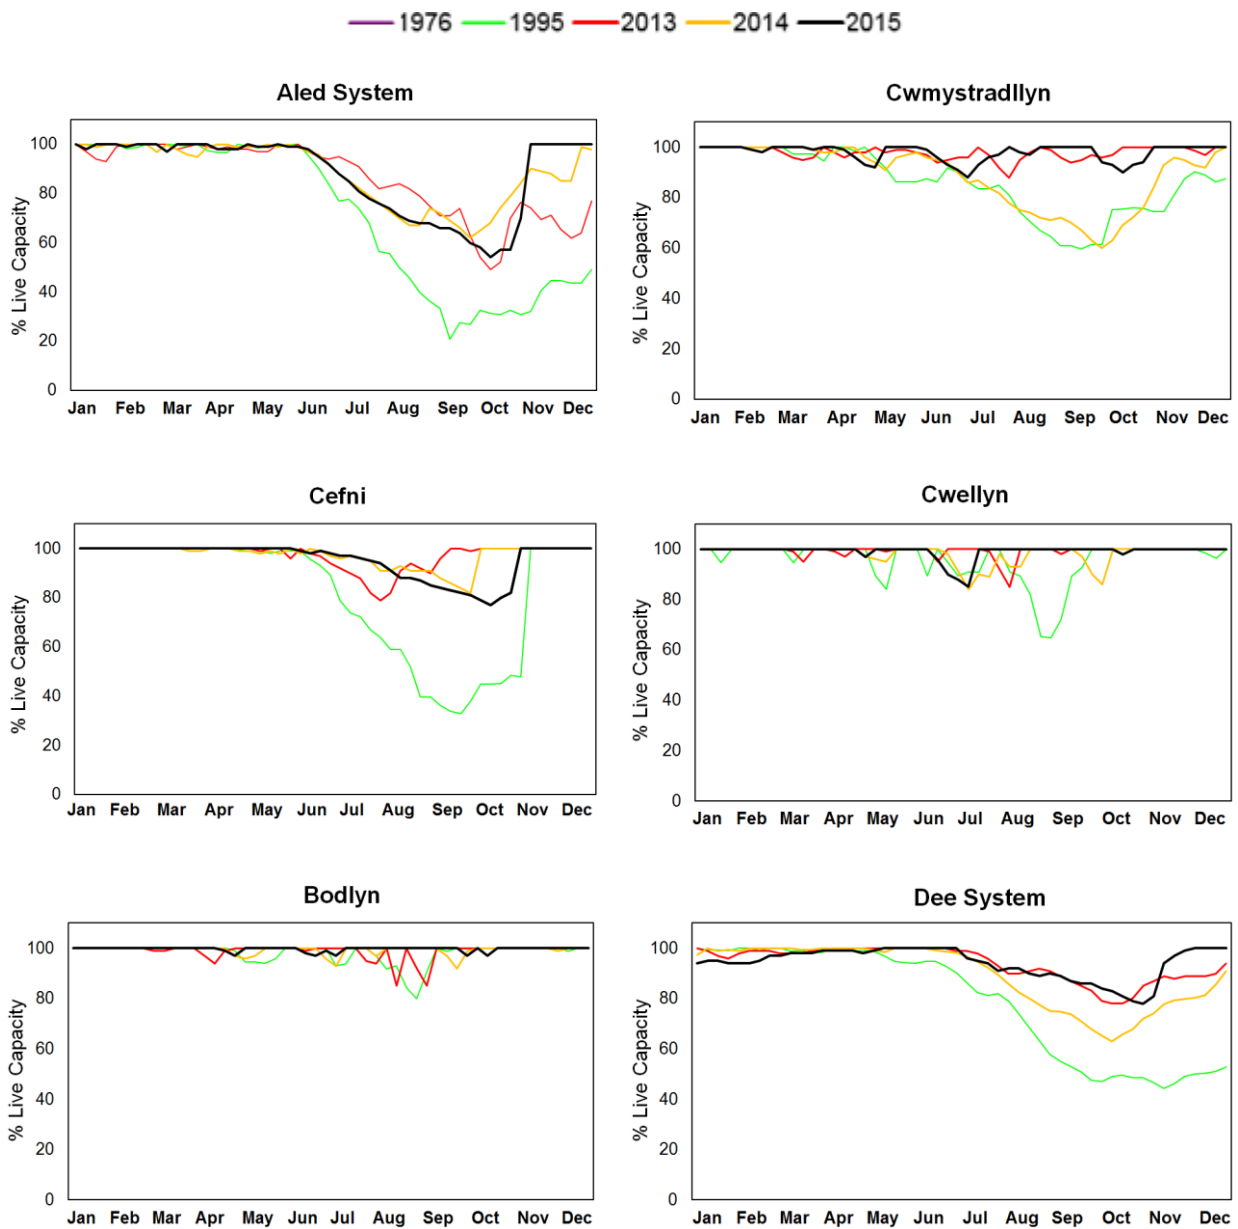 1976 1995 2013 2014 2015
Aled System
% Live Capacity
100
80
60
40
20
0
Jan Feb Mar Apr May Jun Jul Aug Sep Oct Nov Dec
Cwmystradllyn
% Live Capacity
100
80
60
40
20
0
Jan Feb Mar Apr May Jun Jul Aug Sep Oct Nov Dec
Cefni
% Live Capacity
100
80
60
40
20
0
Jan Feb Mar Apr May Jun Jul Aug Sep Oct Nov Dec
Cwellyn
% Live Capacity
100
80
60
40
20
0
Jan Feb Mar Apr May Jun Jul Aug Sep Oct Nov Dec
Bodlyn
% Live Capacity
100
80
60
40
20
0
Jan Feb Mar Apr May Jun Jul Aug Sep Oct Nov Dec
Dee System
% Live Capacity
100
80
60
40
20
0
Jan Feb Mar Apr May Jun Jul Aug Sep Oct Nov Dec